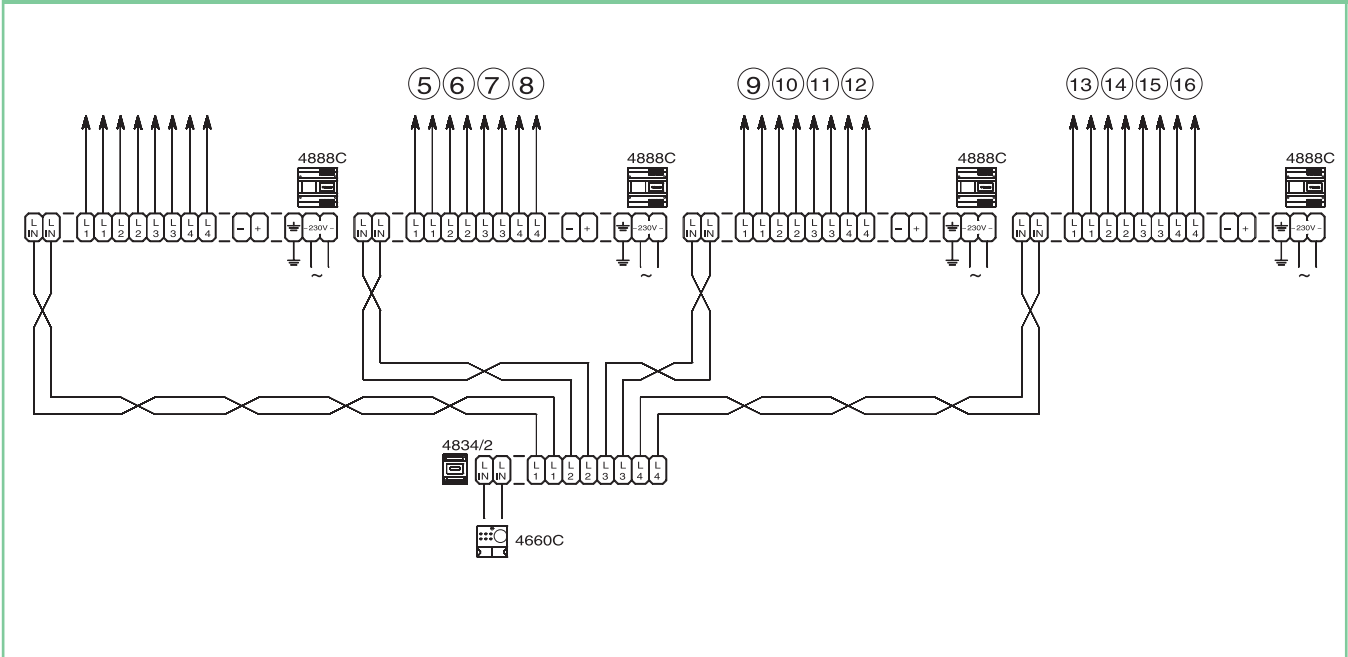 5 6 7 8 9 10 11 12 13 14 15 16
4888C 4888C 4888C 4888C
L IN L IN L 1 L 1 L 2 L 2 L 3 L 3 L 4 L 4 - + ~230V~
L IN L IN L 1 L 1 L 2 L 2 L 3 L 3 L 4 L 4 - + ~230V~
L IN L IN L 1 L 1 L 2 L 2 L 3 L 3 L 4 L 4 - + ~230V~
L IN L IN L 1 L 1 L 2 L 2 L 3 L 3 L 4 L 4 - + ~230V~
~ ~ ~ ~
4834/2
L IN L IN L 1 L 1 L 2 L 2 L 3 L 3 L 4 L 4
4660C